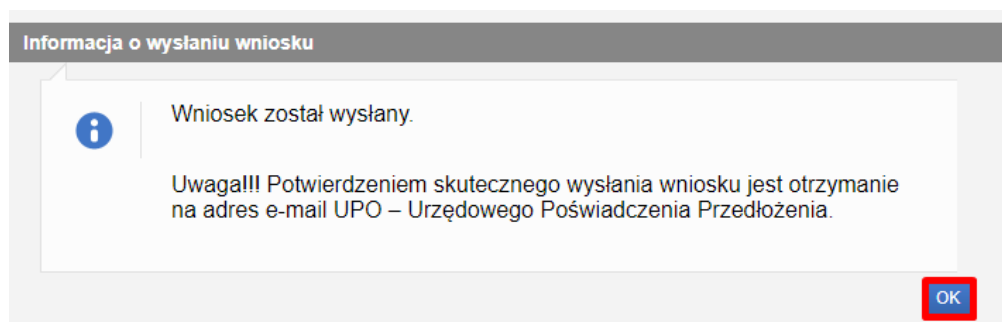 Informacja o wysłaniu wniosku
Wniosek został wysłany.
Uwaga!!! Potwierdzeniem skutecznego wysłania wniosku jest otrzymanie
na adres e-mail UPO – Urzędowego Poświadczenia Przedłożenia.
OK